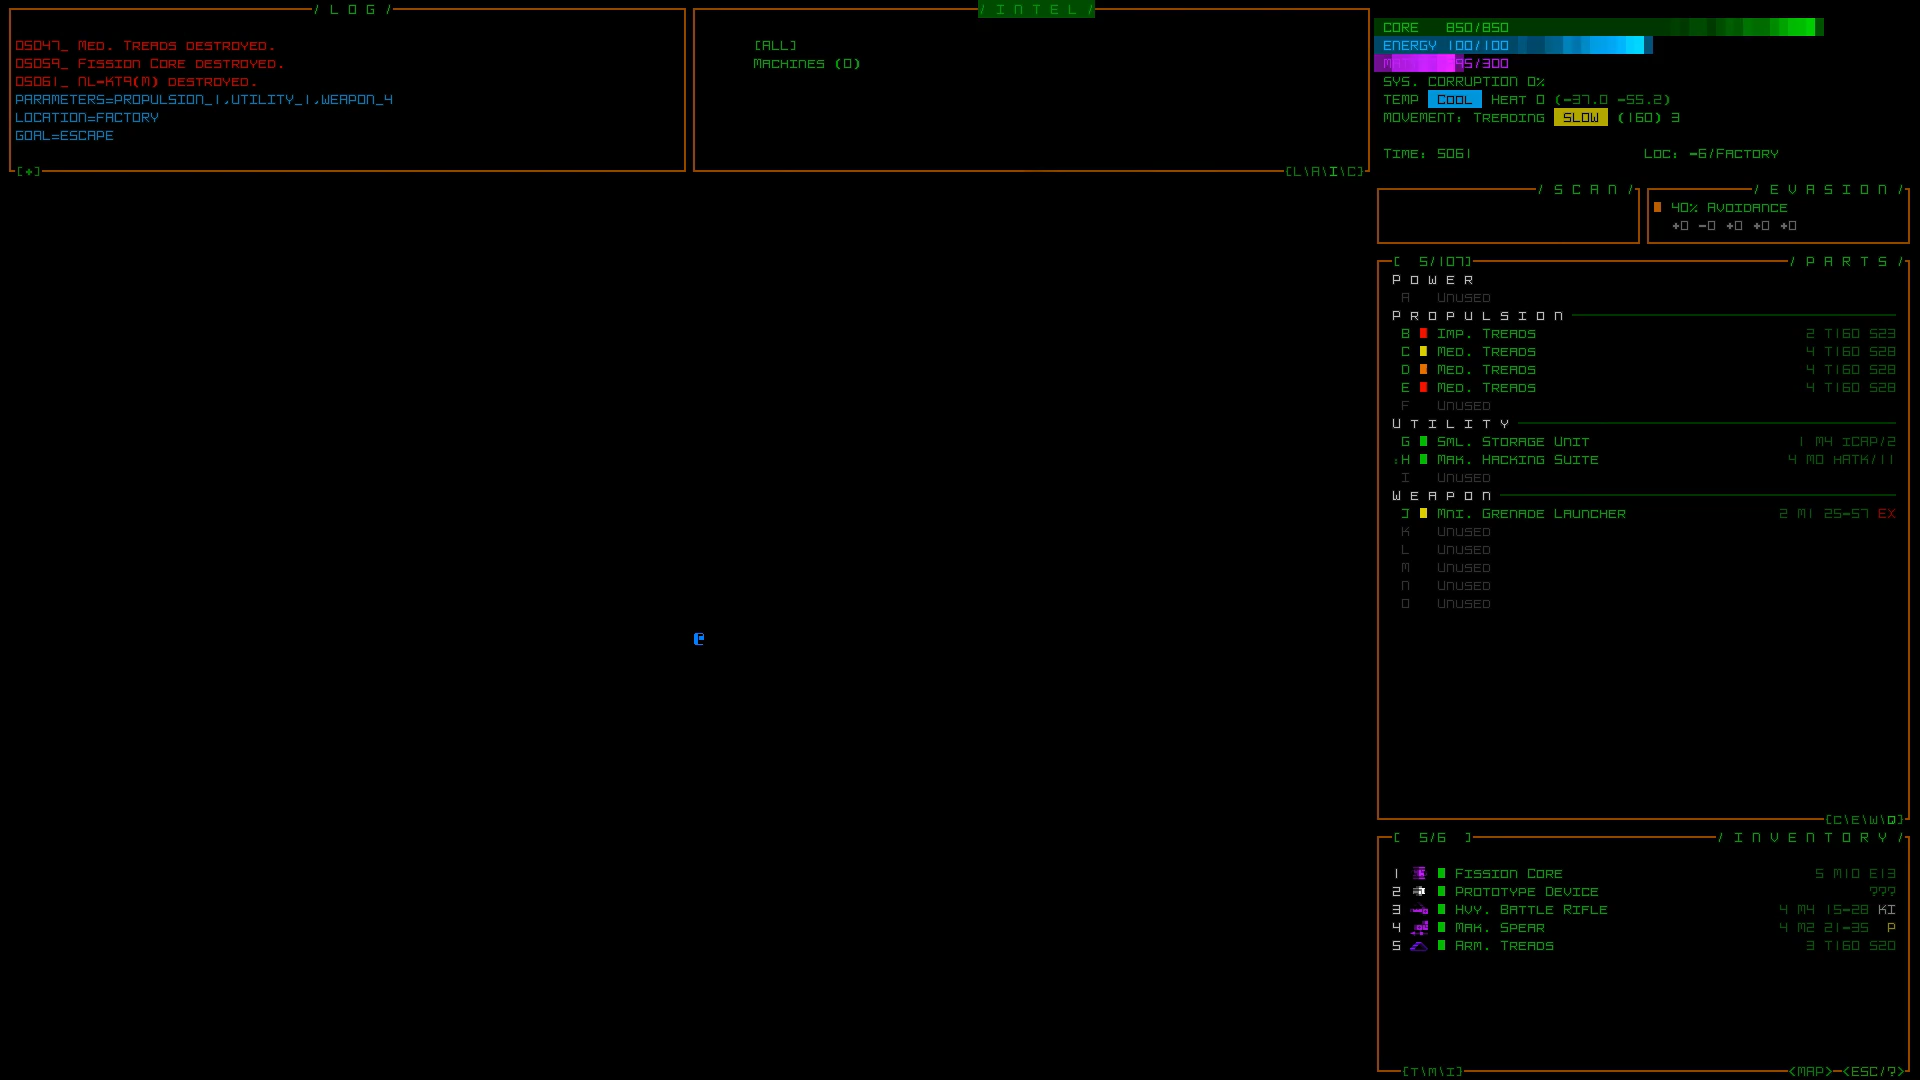 / L O G /
05047_ Med. Treads destroyed.
05059_ Fission Core destroyed.
05061_ NL-KT9(M) destroyed.
PARAMETERS=PROPULSION_1,UTILITY_1,WEAPON_4
LOCATION=FACTORY
GOAL=ESCAPE
[+]
/ I N T E L /
[ALL]
Machines (0)
[L\A\I\C]
Core 850/850
Energy 100/100
95/300
Sys. Corruption 0%
Temp Cool Heat 0 (-37.0 -55.2)
Movement: Treading SLOW (160) 3
Time: 5061 Loc: -6/Factory
/ S C A N /
/ E V A S I O N /
40% Avoidance
+0 -0 +0 +0 +0
[ 5/107] / P A R T S /
P O W E R
A Unused
P R O P U L S I O N
B Imp. Treads 2 T160 S23
C Med. Treads 4 T160 S28
D Med. Treads 4 T160 S28
E Med. Treads 4 T160 S28
F Unused
U T I L I T Y
G Sml. Storage Unit 1 M4 ICAP/2
:H Mak. Hacking Suite 4 M0 HATK/11
I Unused
W E A P O N
J Mni. Grenade Launcher 2 M1 25-57 EX
K Unused
L Unused
M Unused
N Unused
O Unused
[C\E\W\Q]
[ 5/6 ] / I N V E N T O R Y /
1 Fission Core 5 M10 E13
2 Prototype Device ???
3 Hvy. Battle Rifle 4 M4 15-28 KI
4 Mak. Spear 4 M2 21-35 P
5 Arm. Treads 3 T160 S20
[T\M\I] <MAP> <ESC/?>